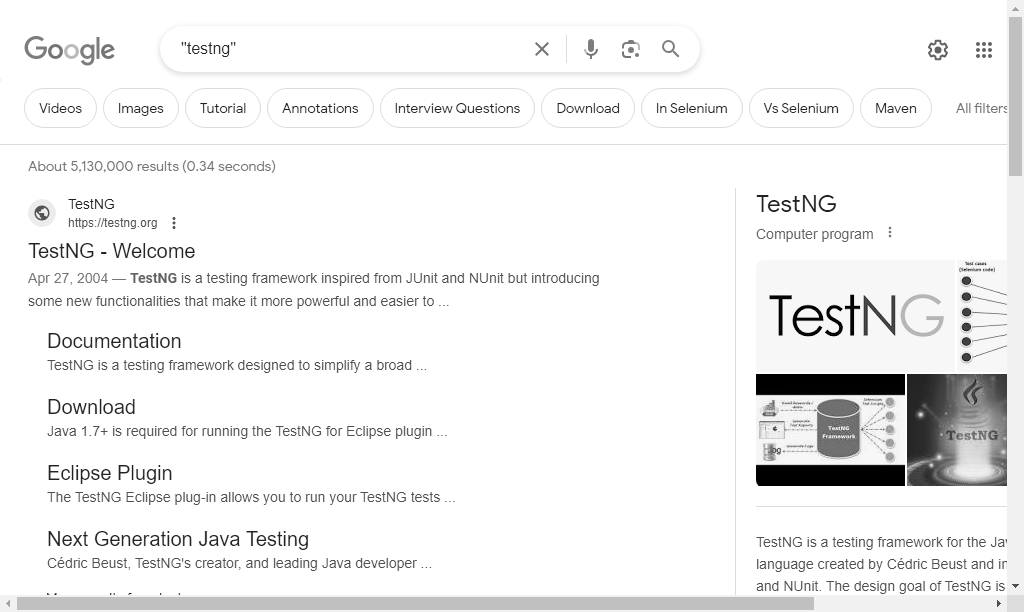 Google
"testng"
Videos
Images
Tutorial
Annotations
Interview Questions
Download
In Selenium
Vs Selenium
Maven
All filters
About 5,130,000 results (0.34 seconds)
TestNG
https://testng.org
TestNG - Welcome
Apr 27, 2004 — TestNG is a testing framework inspired from JUnit and NUnit but introducing
some new functionalities that make it more powerful and easier to ...
Documentation
TestNG is a testing framework designed to simplify a broad ...
Download
Java 1.7+ is required for running the TestNG for Eclipse plugin ...
Eclipse Plugin
The TestNG Eclipse plug-in allows you to run your TestNG tests ...
Next Generation Java Testing
Cédric Beust, TestNG's creator, and leading Java developer ...
TestNG
Computer program
TestNG
Test cases
(Selenium code)
TestNG
Framework
TestNG
TestNG is a testing framework for the
language created by Cédric Beust and
and NUnit. The design goal of TestNG is